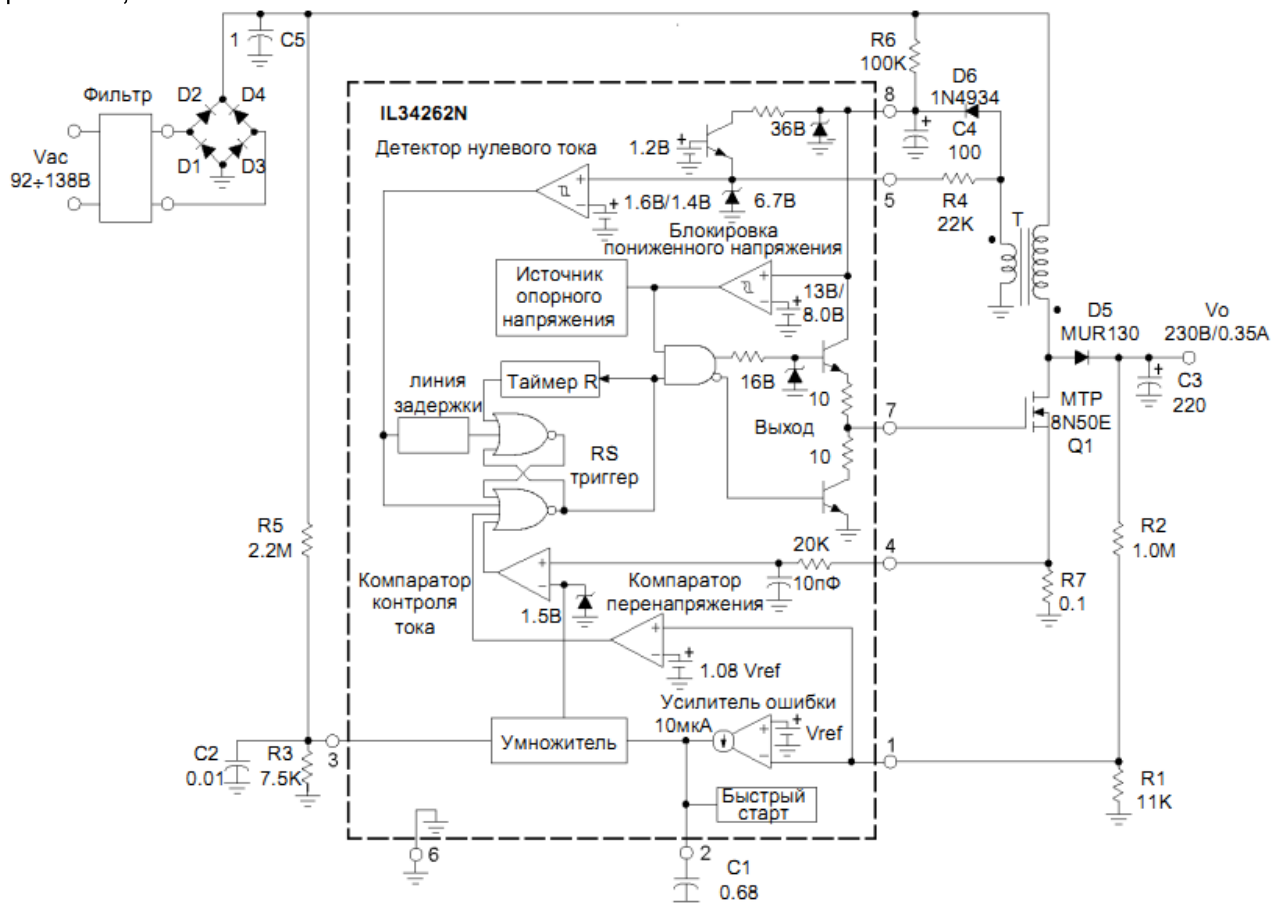 1
C5
R6
100K
D6
1N4934
Фильтр
D2
D4
IL34262N
8
36В
C4
100
Vac
92÷138В
D1
D3
Детектор нулевого тока
1.2В
1.6В/1.4В
6.7В
5
R4
22K
T
Блокировка
пониженного напряжения
Источник
опорного
напряжения
13В/
8.0В
D5
MUR130
Vo
230В/0.35А
линия
задержки
Таймер R
16В
10
C3
220
MTP
8N50E
Q1
Выход
7
RS
триггер
10
R5
2.2M
20K
4
R2
1.0M
Компаратор
контроля
тока
10пФ
Компаратор
перенапряжения
R7
0.1
1.5В
1.08 Vref
Усилитель ошибки
10мкА
Vref
Умножитель
1
C2
0.01
R3
7.5K
3
R1
11K
Быстрый
старт
6
2
C1
0.68